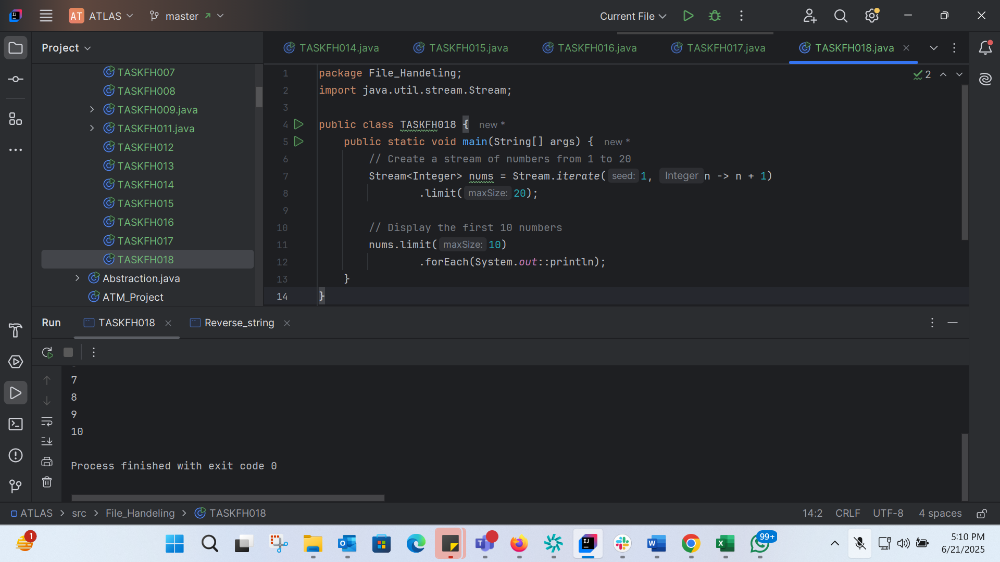 AT ATLAS master Current File
Project
TASKFH014.java TASKFH015.java TASKFH016.java TASKFH017.java TASKFH018.java
TASKFH007
TASKFH008
TASKFH009.java
TASKFH011.java
TASKFH012
TASKFH013
TASKFH014
TASKFH015
TASKFH016
TASKFH017
TASKFH018
Abstraction.java
ATM_Project
2
1 package File_Handeling;
2 import java.util.stream.Stream;
3
4 public class TASKFH018 { new *
5 public static void main(String[] args) { new *
6 // Create a stream of numbers from 1 to 20
7 Stream<Integer> nums = Stream.iterate( seed: 1, Integer n -> n + 1)
8 .limit( maxSize: 20);
9
10 // Display the first 10 numbers
11 nums.limit( maxSize: 10)
12 .forEach(System.out::println);
13 }
14 }
Run TASKFH018 Reverse_string
7
8
9
10
Process finished with exit code 0
ATLAS > src > File_Handeling > TASKFH018
14:2 CRLF UTF-8 4 spaces
1
99+
5:10 PM
6/21/2025